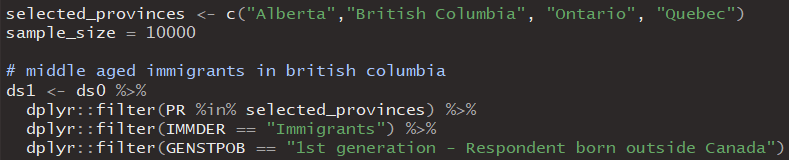 selected_provinces <- c("Alberta","British Columbia", "Ontario", "Quebec")
sample_size = 10000
# middle aged immigrants in british columbia
ds1 <- ds0 %>%
  dplyr::filter(PR %in% selected_provinces) %>%
  dplyr::filter(IMMDER == "Immigrants") %>%
  dplyr::filter(GENSTPOB == "1st generation - Respondent born outside Canada")